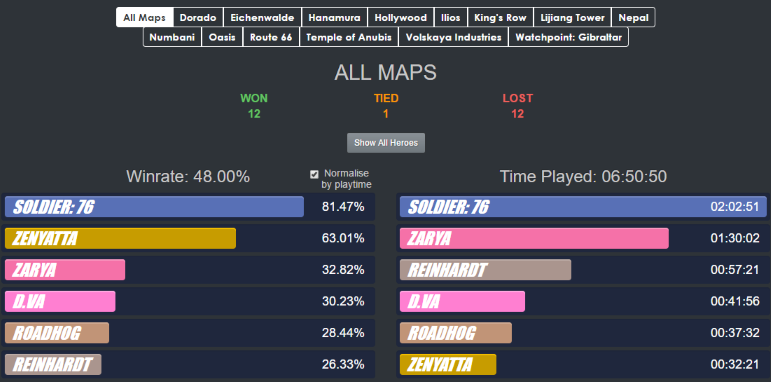 All Maps Dorado Eichenwalde Hanamura Hollywood Ilios King's Row Lijiang Tower Nepal
Numbani Oasis Route 66 Temple of Anubis Volskaya Industries Watchpoint: Gibraltar
ALL MAPS
WON TIED LOST
12 1 12
Show All Heroes
Winrate: 48.00%
Normalise
by playtime
SOLDIER: 76 81.47%
ZENYATTA 63.01%
ZARYA 32.82%
D.VA 30.23%
ROADHOG 28.44%
REINHARDT 26.33%
Time Played: 06:50:50
SOLDIER: 76 02:02:51
ZARYA 01:30:02
REINHARDT 00:57:21
D.VA 00:41:56
ROADHOG 00:37:32
ZENYATTA 00:32:21